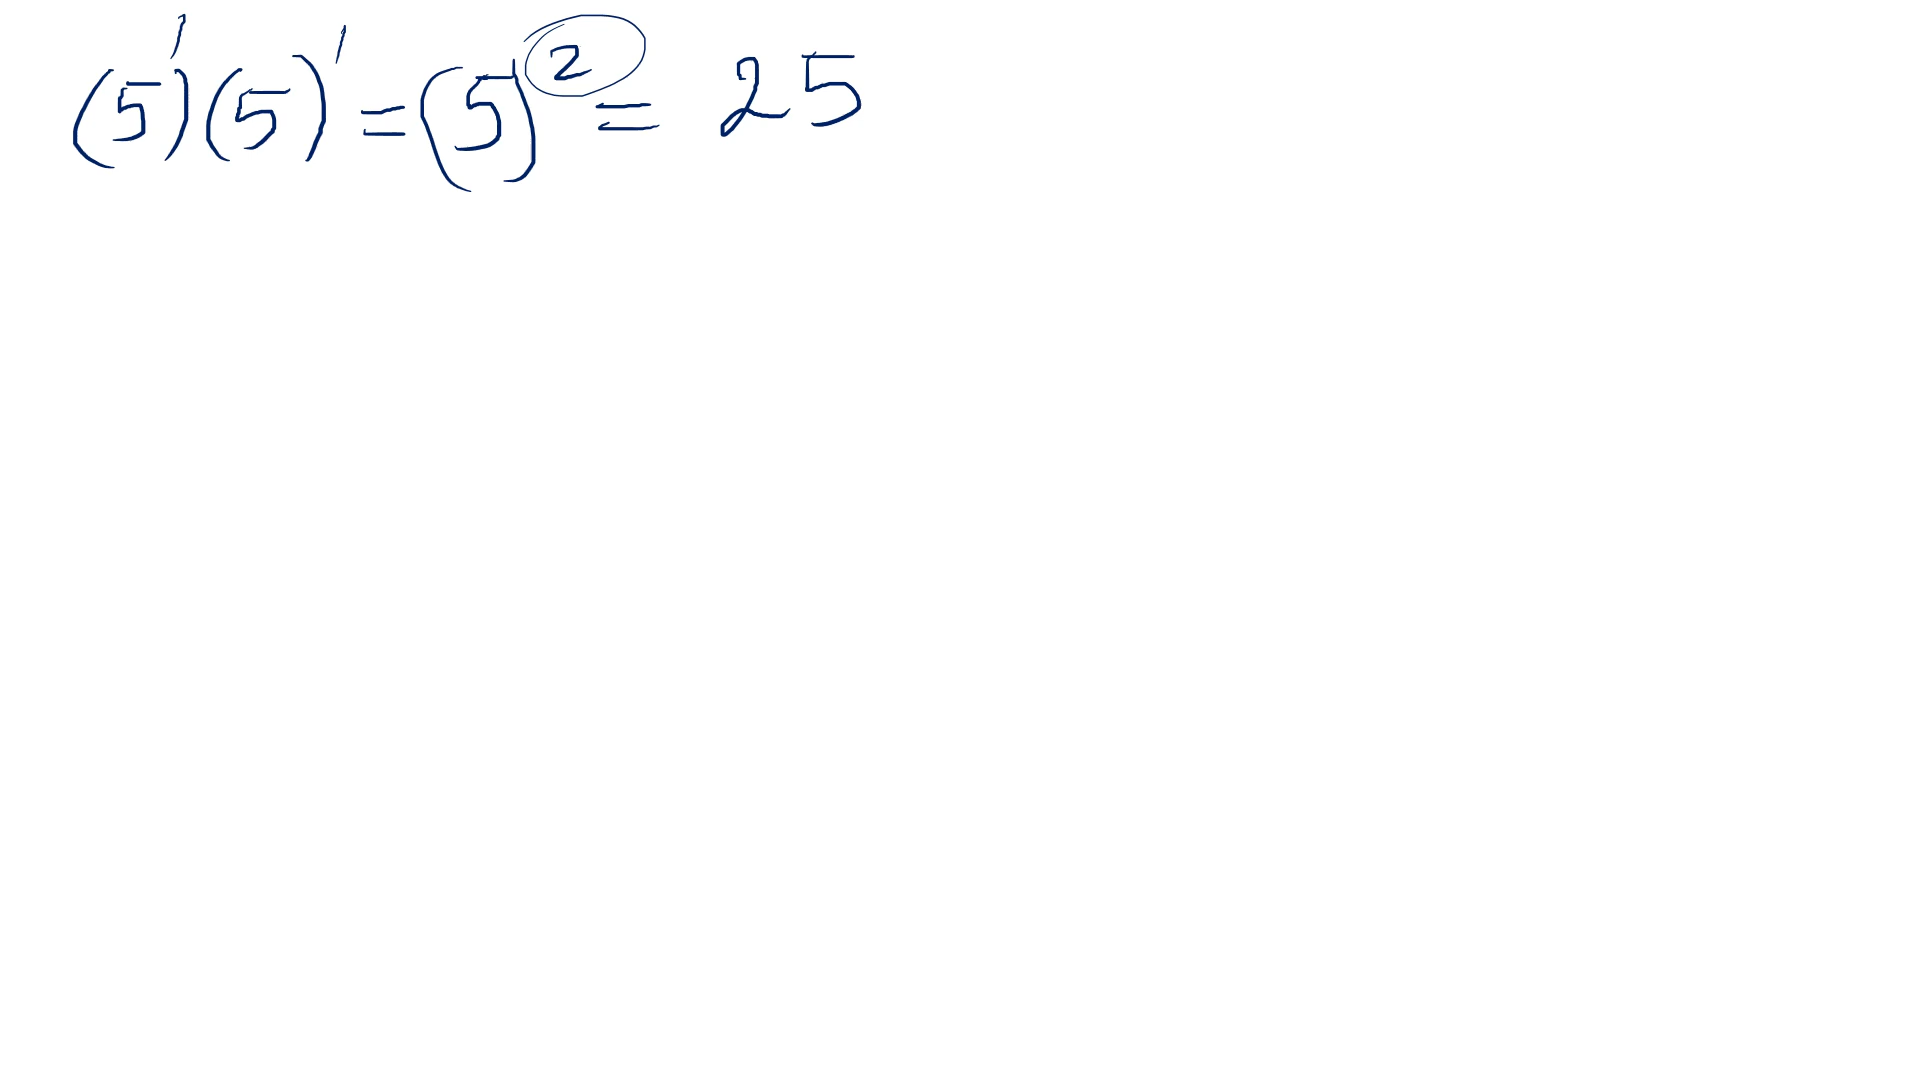 (5)¹(5)¹ = (5)² = 25